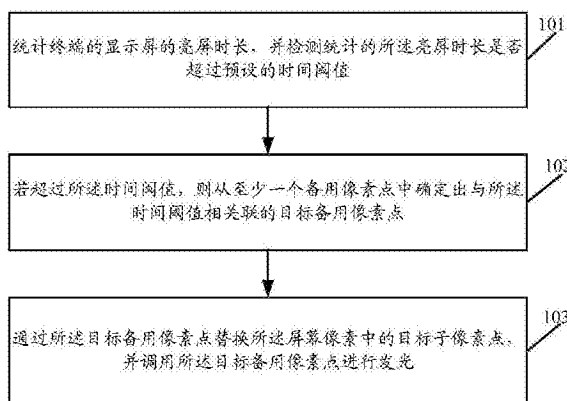 统计终端的显示屏的亮屏时长，并检测统计的所述亮屏时长是否
超过预设的时间阈值
101
若超过所述时间阈值，则从至少一个备用像素点中确定出与所述
时间阈值相关联的目标备用像素点
102
通过所述目标备用像素点替换所述屏幕像素中的目标子像素点，
并调用所述目标备用像素点进行发光
103